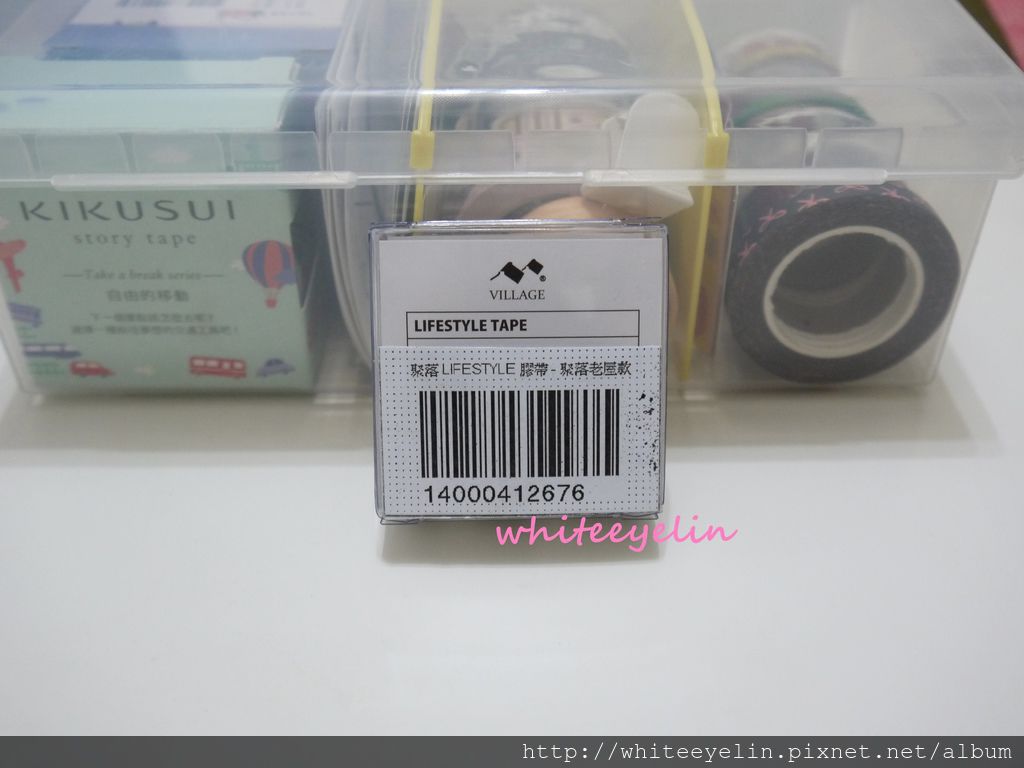 KIKUSUI
story tape
Take a break series
自由的移動
VILLAGE
LIFESTYLE TAPE
聚落 LIFESTYLE 膠帶 - 聚落老屋款
14000412676
whiteeyelin
http://whiteeyelin.pixnet.net/album